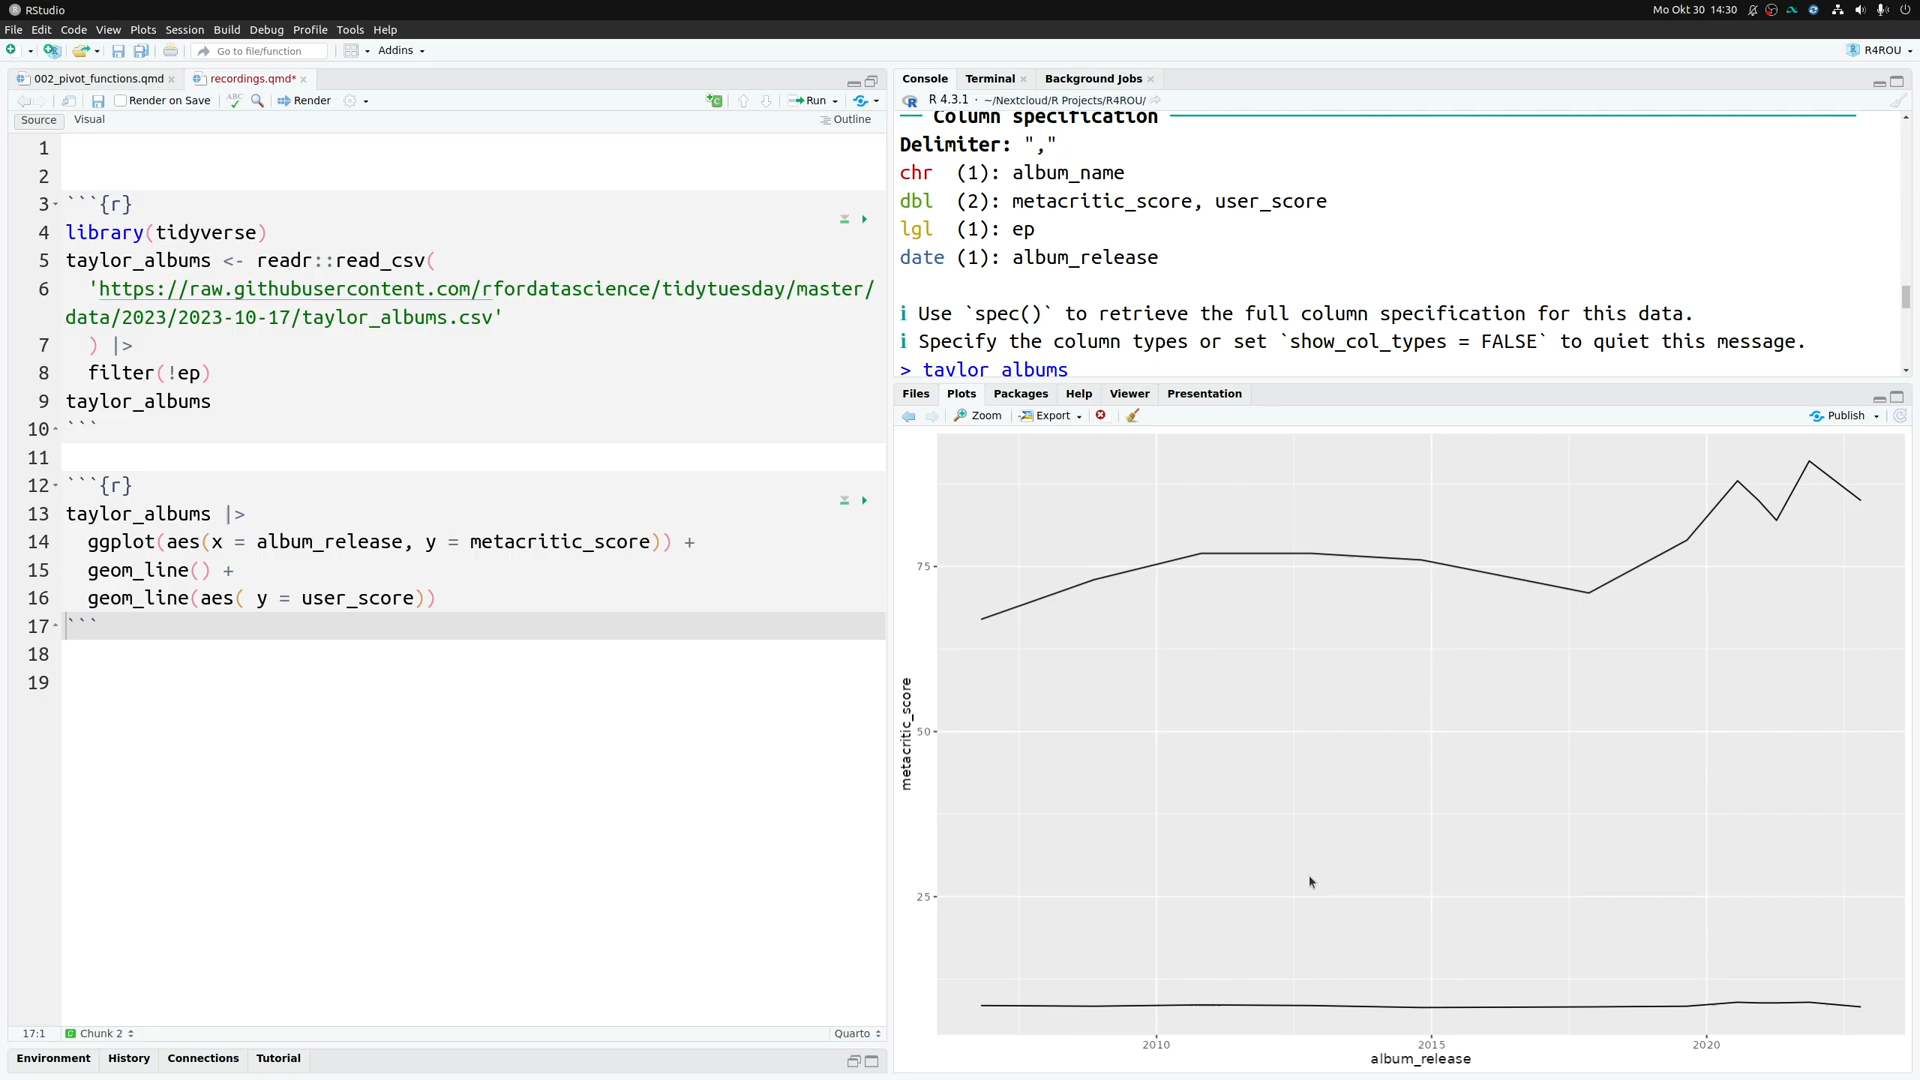 RStudio
Mo Okt 30 14:30
File Edit Code View Plots Session Build Debug Profile Tools Help
Go to file/function
Addins
R4ROU
002_pivot_functions.qmd
recordings.qmd*
Render on Save
ABC
Render
Run
Source Visual
Outline
1
2
3 ```{r}
4 library(tidyverse)
5 taylor_albums <- readr::read_csv(
6 'https://raw.githubusercontent.com/rfordatascience/tidytuesday/master/
data/2023/2023-10-17/taylor_albums.csv'
7 ) |>
8 filter(!ep)
9 taylor_albums
10 ```
11
12 ```{r}
13 taylor_albums |>
14 ggplot(aes(x = album_release, y = metacritic_score)) +
15 geom_line() +
16 geom_line(aes( y = user_score))
17 ```
18
19
17:1 Chunk 2
Quarto
Environment History Connections Tutorial
Console Terminal Background Jobs
R 4.3.1 · ~/Nextcloud/R Projects/R4ROU/
Column specification
Delimiter: ","
chr (1): album_name
dbl (2): metacritic_score, user_score
lgl (1): ep
date (1): album_release
ℹ Use `spec()` to retrieve the full column specification for this data.
ℹ Specify the column types or set `show_col_types = FALSE` to quiet this message.
> taylor_albums
Files Plots Packages Help Viewer Presentation
Zoom Export Publish
metacritic_score
75
50
25
2010 2015 2020
album_release